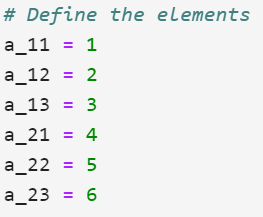 # Define the elements
a_11 = 1
a_12 = 2
a_13 = 3
a_21 = 4
a_22 = 5
a_23 = 6